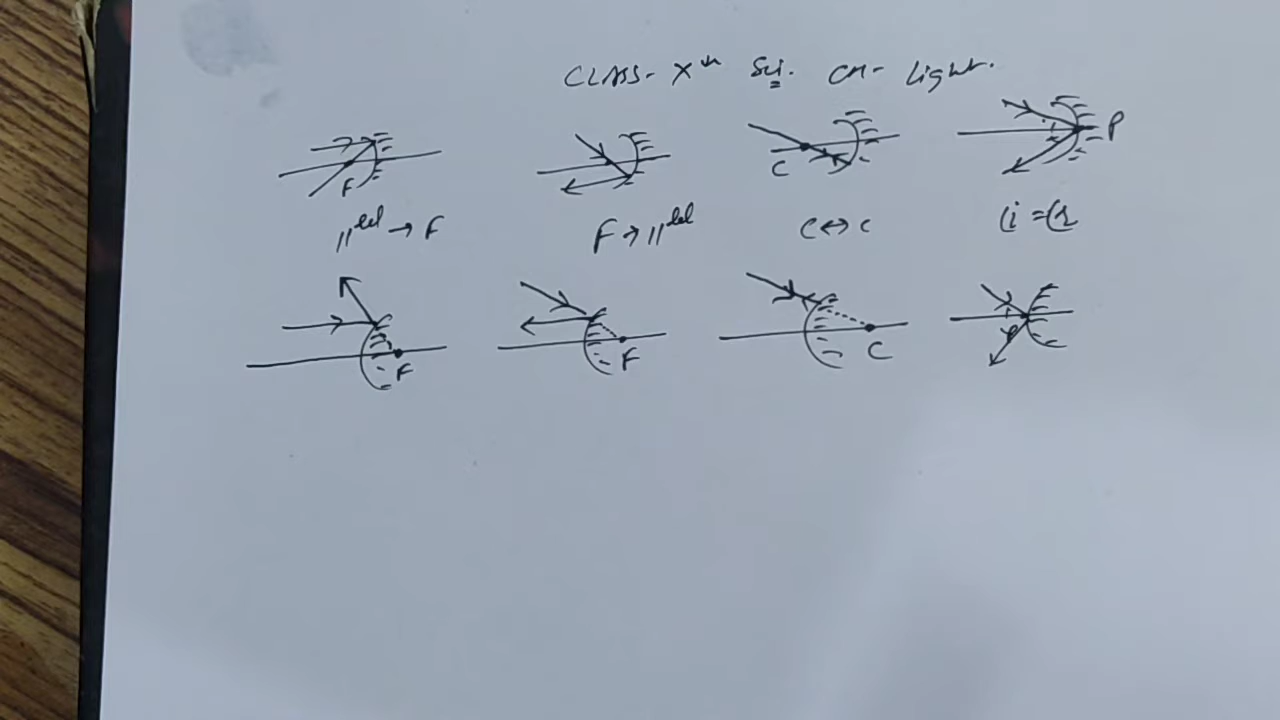 CLASS- Xth Sci. CH- Light.
P
C
F
||lel → F F → ||lel C ↔ C ∠i = ∠r
F F C